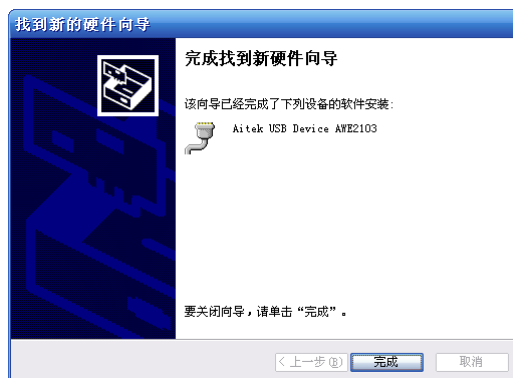 找到新的硬件向导
完成找到新硬件向导
该向导已经完成了下列设备的软件安装:
Aitek USB Device AWE2103
要关闭向导，请单击“完成”。
< 上一步(B)
完成
取消